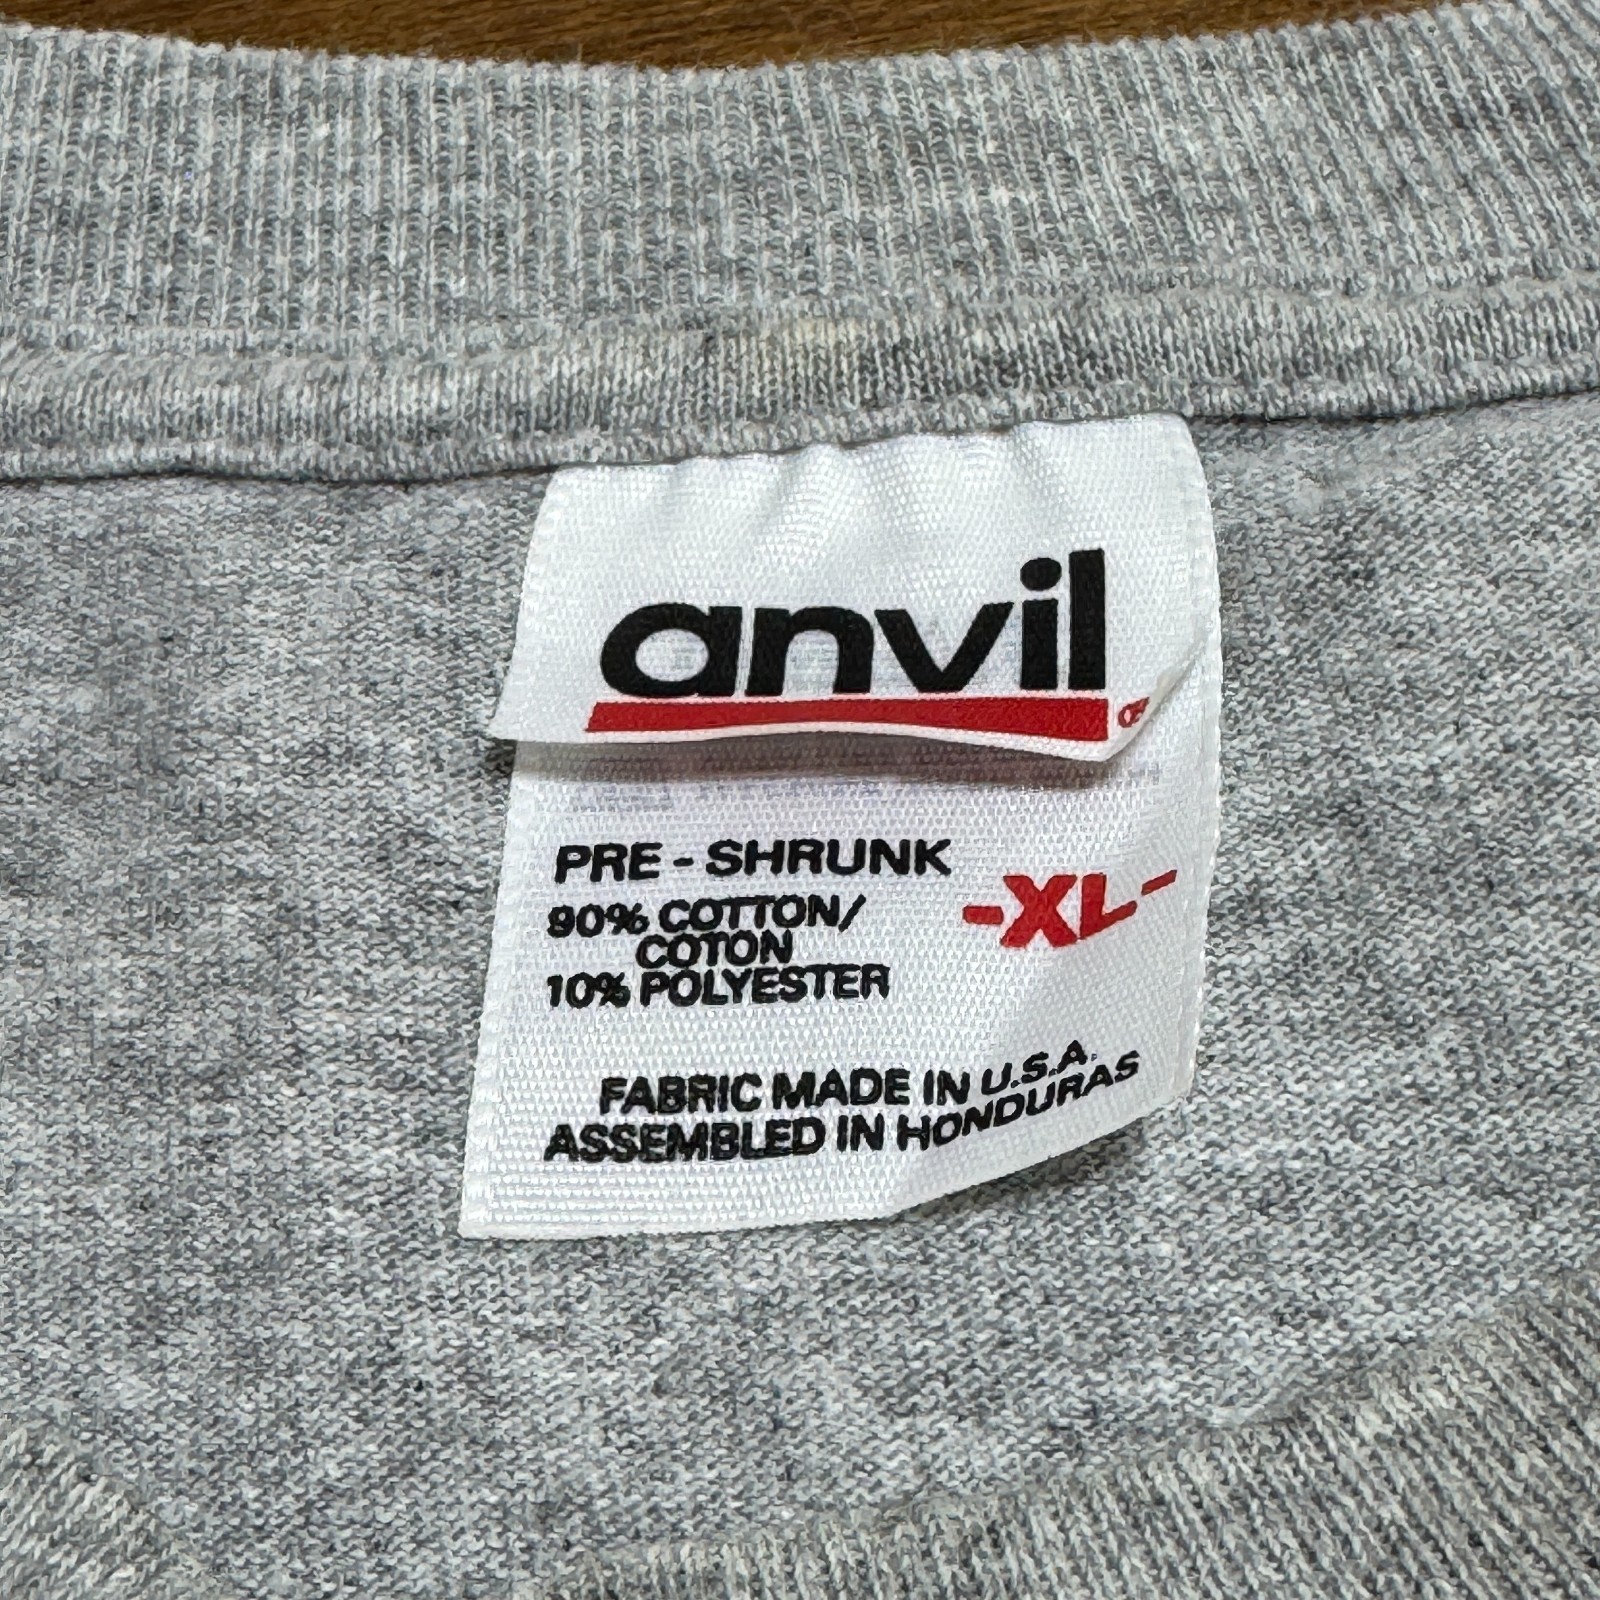 anvil
PRE - SHRUNK
-XL-
90% COTTON/
COTON
10% POLYESTER
FABRIC MADE IN U.S.A.
ASSEMBLED IN HONDURAS